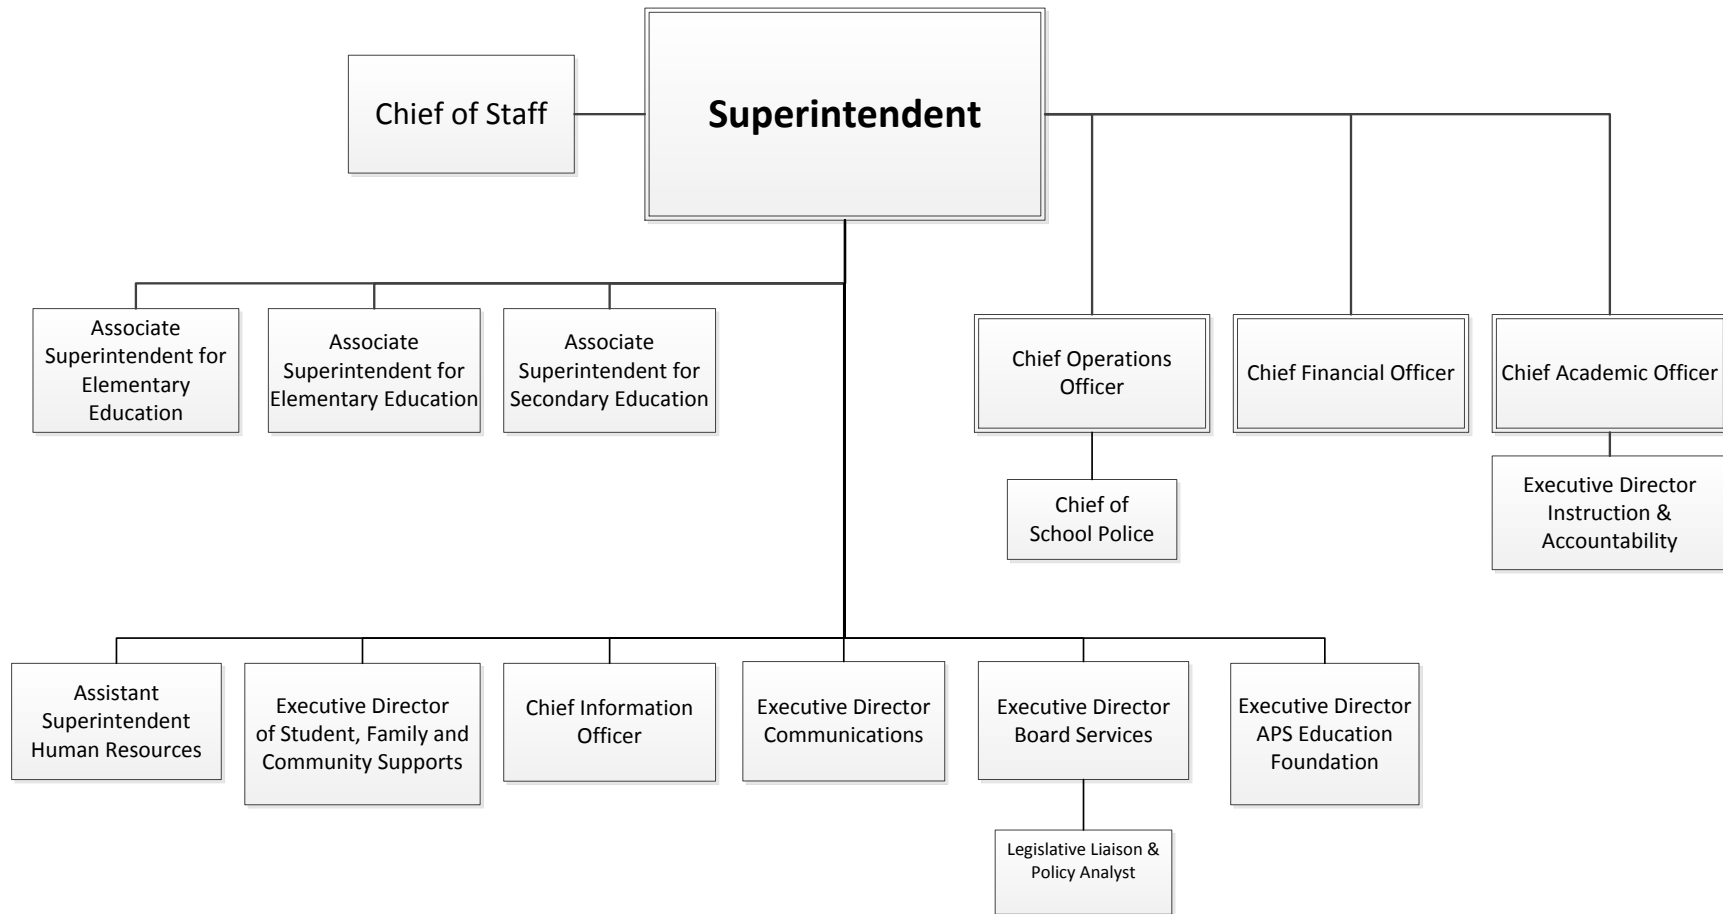 Chief of Staff
Superintendent
Associate
Superintendent for
Elementary
Education
Associate
Superintendent for
Elementary Education
Associate
Superintendent for
Secondary Education
Chief Operations
Officer
Chief Financial Officer
Chief Academic Officer
Chief of
School Police
Executive Director
Instruction &
Accountability
Assistant
Superintendent
Human Resources
Executive Director
of Student, Family and
Community Supports
Chief Information
Officer
Executive Director
Communications
Executive Director
Board Services
Executive Director
APS Education
Foundation
Legislative Liaison &
Policy Analyst